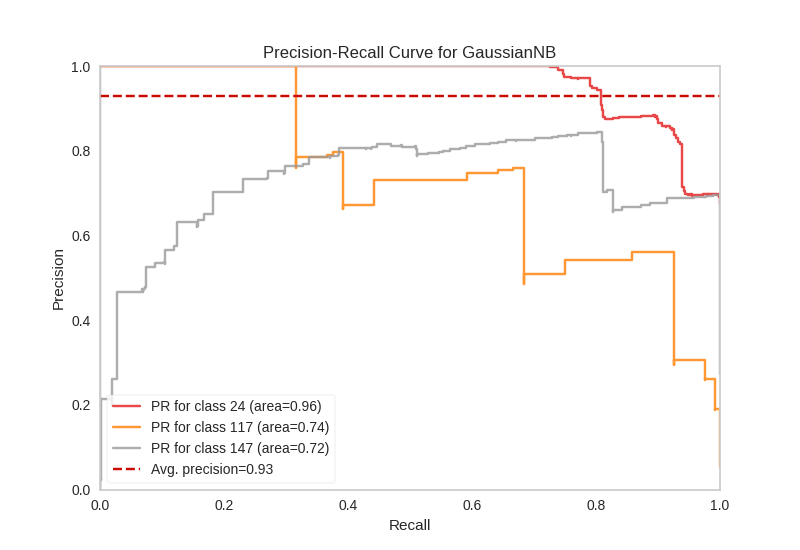 Precision-Recall Curve for GaussianNB
1.0
0.8
0.6
0.4
0.2
0.0
Precision
PR for class 24 (area=0.96)
PR for class 117 (area=0.74)
PR for class 147 (area=0.72)
Avg. precision=0.93
0.0 0.2 0.4 0.6 0.8 1.0
Recall